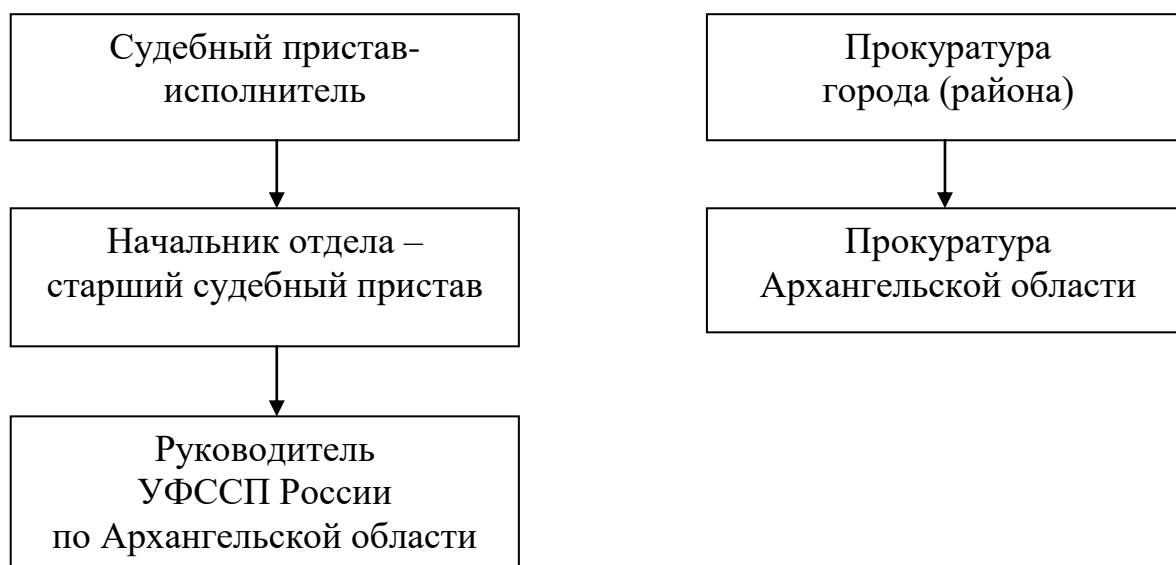 Судебный пристав-
исполнитель
Начальник отдела –
старший судебный пристав
Руководитель
УФССП России
по Архангельской области
Прокуратура
города (района)
Прокуратура
Архангельской области